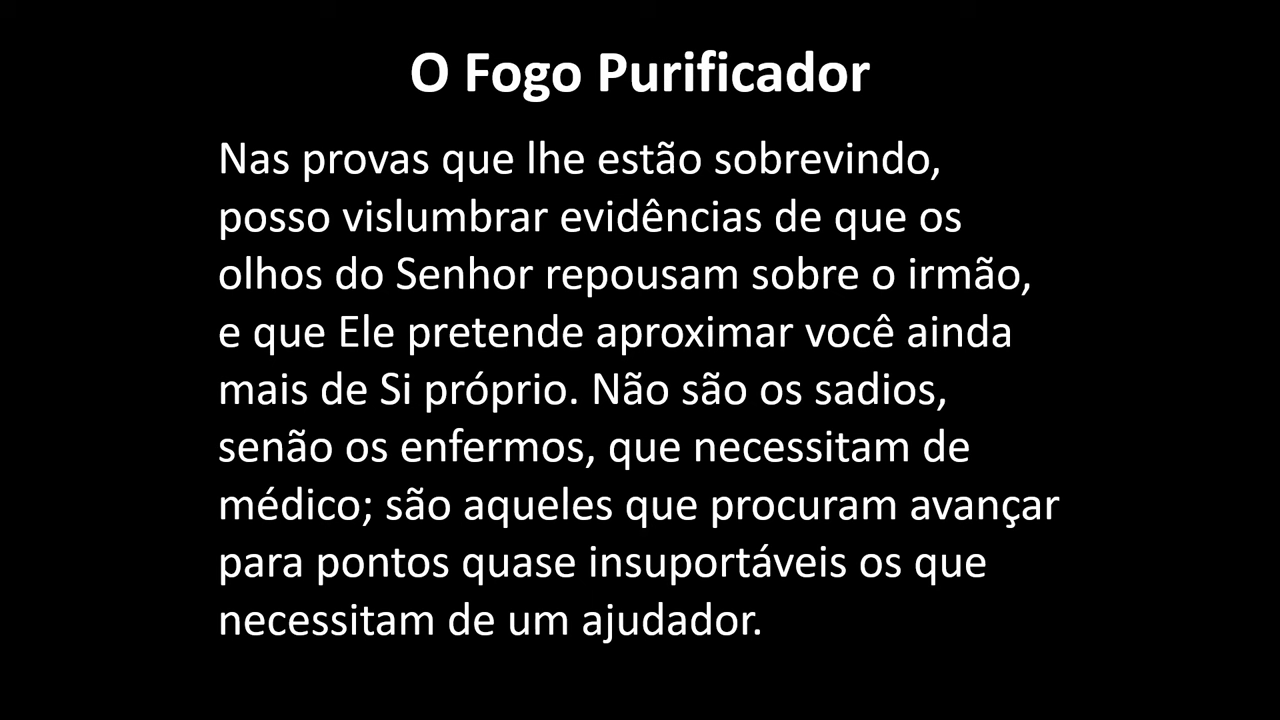 O Fogo Purificador
Nas provas que lhe estão sobrevindo,
posso vislumbrar evidências de que os
olhos do Senhor repousam sobre o irmão,
e que Ele pretende aproximar você ainda
mais de Si próprio. Não são os sadios,
senão os enfermos, que necessitam de
médico; são aqueles que procuram avançar
para pontos quase insuportáveis os que
necessitam de um ajudador.